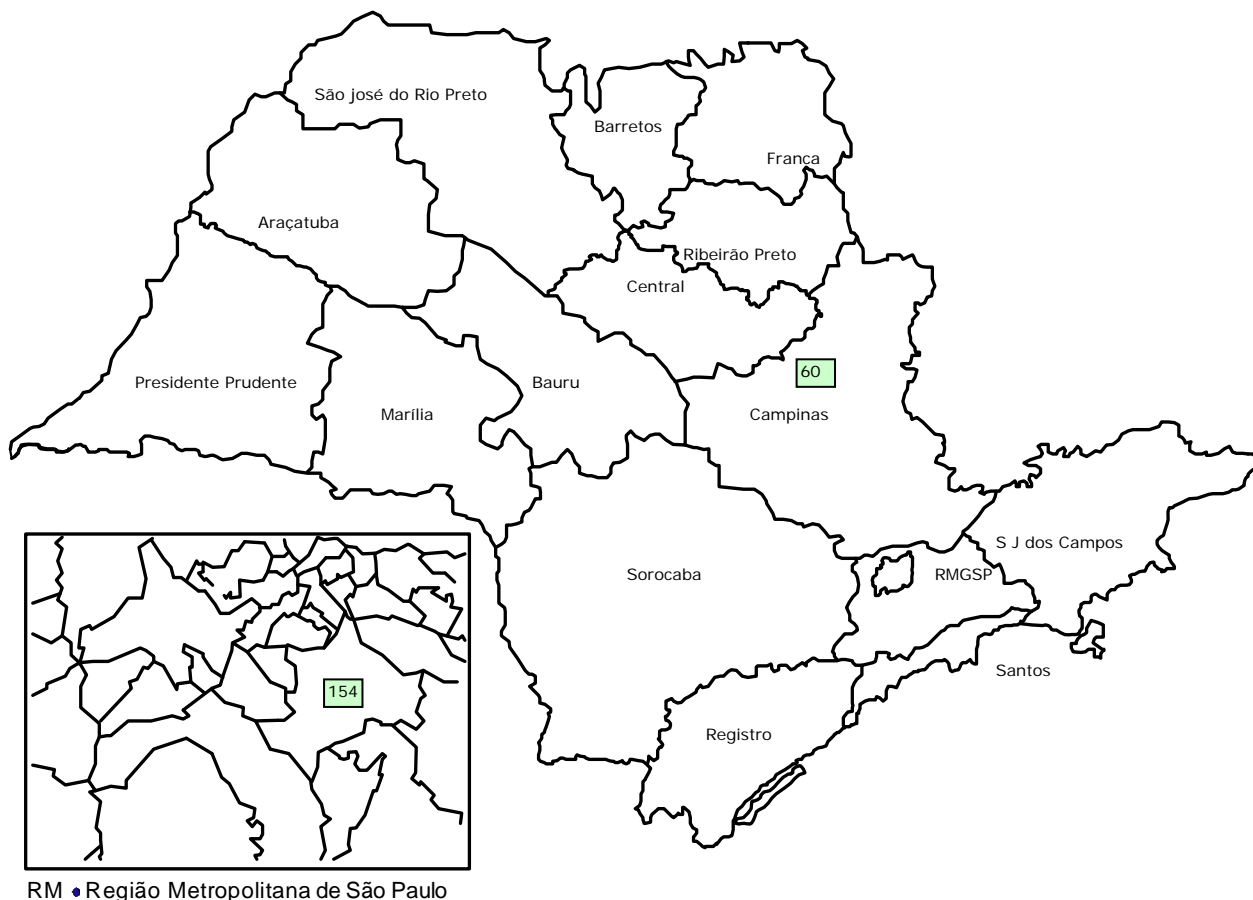 São josé do Rio Preto
Barretos
Franca
Araçatuba
Ribeirão Preto
Central
60
Presidente Prudente
Bauru
Marília
Campinas
S J dos Campos
Sorocaba
RMGSP
Santos
154
Registro
RM • Região Metropolitana de São Paulo